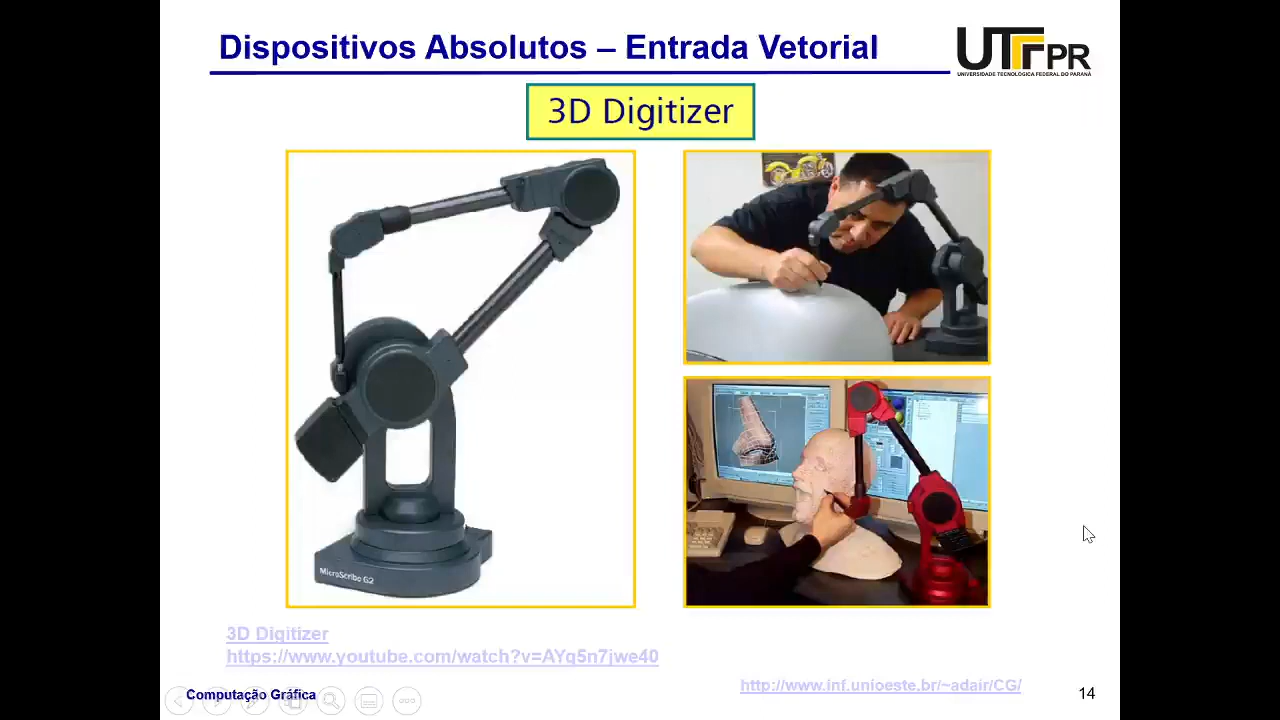 Dispositivos Absolutos – Entrada Vetorial
UTFPR
UNIVERSIDADE TECNOLÓGICA FEDERAL DO PARANÁ
3D Digitizer
MicroScribe G2
3D Digitizer
https://www.youtube.com/watch?v=AYq5n7jwe40
http://www.inf.unioeste.br/~adair/CG/
Computação Gráfica
14